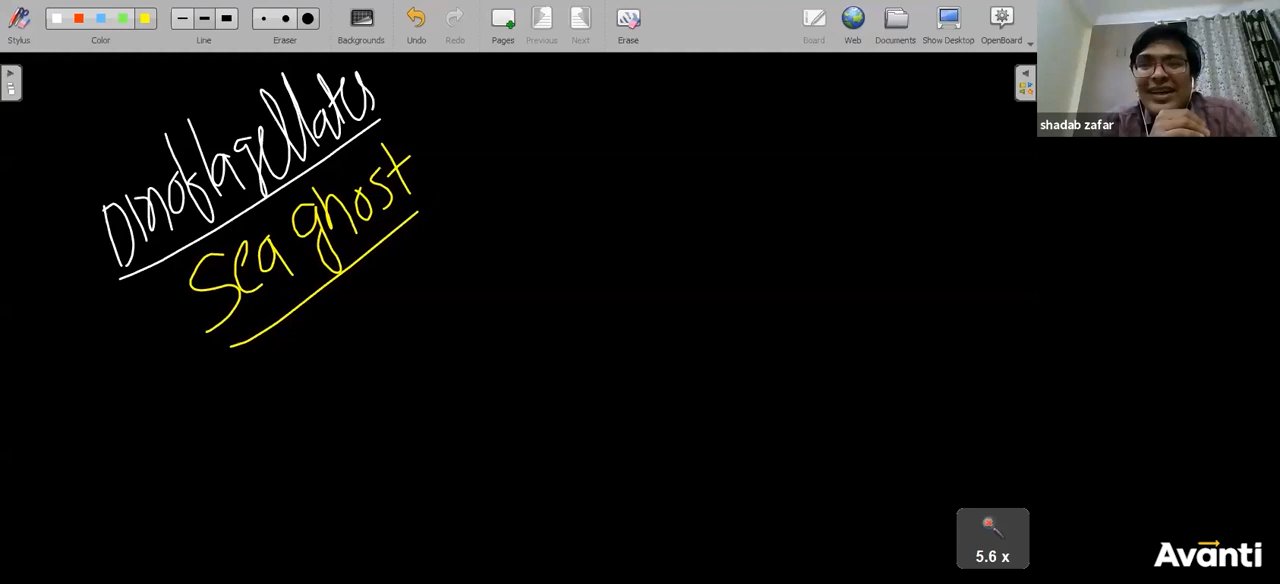 Stylus
Color
Line
Eraser
Backgrounds
Undo
Redo
Pages
Previous
Next
Erase
Board
Web
Documents
Show Desktop
OpenBoard
shadab zafar
Dinoflagellates
Sea ghost
5.6 x
Avanti